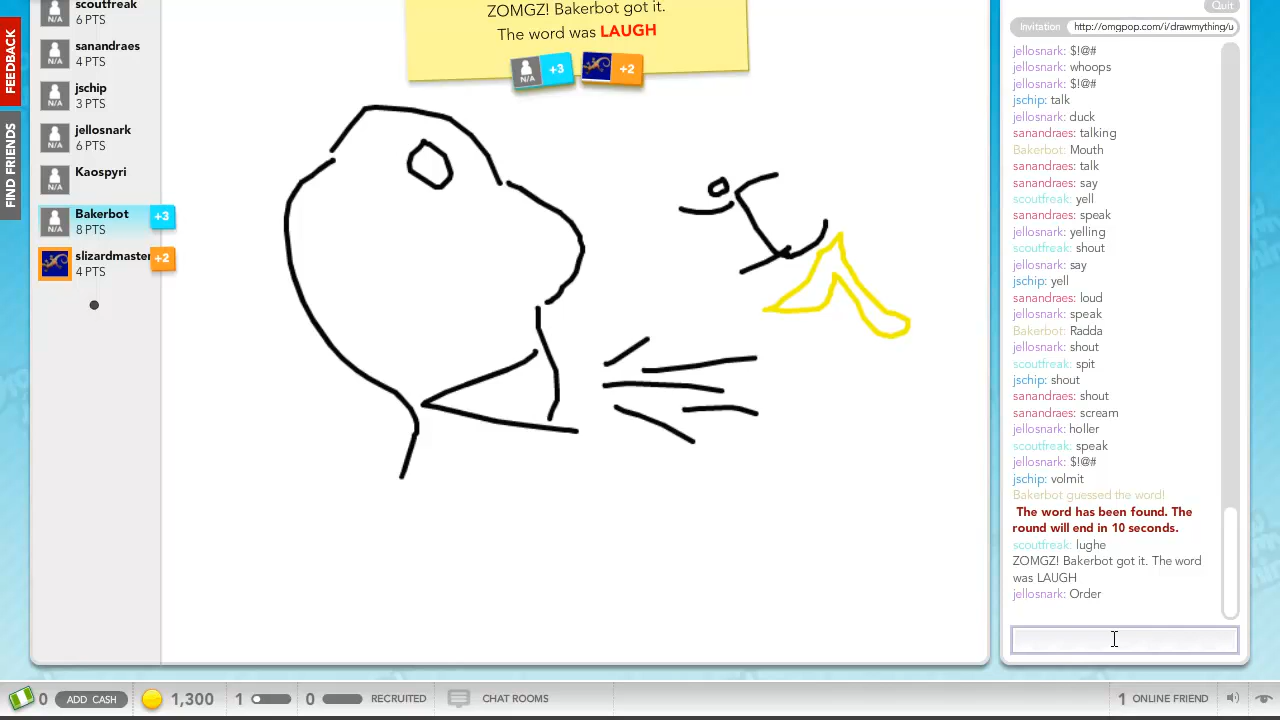 FEEDBACK
FIND FRIENDS
scoutfreak
6 PTS
N/A
sanandraes
4 PTS
N/A
jschip
3 PTS
N/A
jellosnark
6 PTS
N/A
Kaospyri
N/A
Bakerbot
8 PTS
N/A
+3
slizardmaster
4 PTS
+2
ZOMGZ! Bakerbot got it.
The word was LAUGH
N/A
+3
+2
Quit
Invitation http://omgpop.com/i/drawmything/u
jellosnark: $!@#
jellosnark: whoops
jellosnark: $!@#
jschip: talk
jellosnark: duck
sanandraes: talking
Bakerbot: Mouth
sanandraes: talk
sanandraes: say
scoutfreak: yell
sanandraes: speak
jellosnark: yelling
scoutfreak: shout
jellosnark: say
jschip: yell
sanandraes: loud
jellosnark: speak
Bakerbot: Radda
jellosnark: shout
scoutfreak: spit
jschip: shout
sanandraes: shout
sanandraes: scream
jellosnark: holler
scoutfreak: speak
jellosnark: $!@#
jschip: volmit
Bakerbot guessed the word!
The word has been found. The
round will end in 10 seconds.
scoutfreak: lughe
ZOMGZ! Bakerbot got it. The word
was LAUGH
jellosnark: Order
0 ADD CASH 1,300 1 0 RECRUITED CHAT ROOMS 1 ONLINE FRIEND